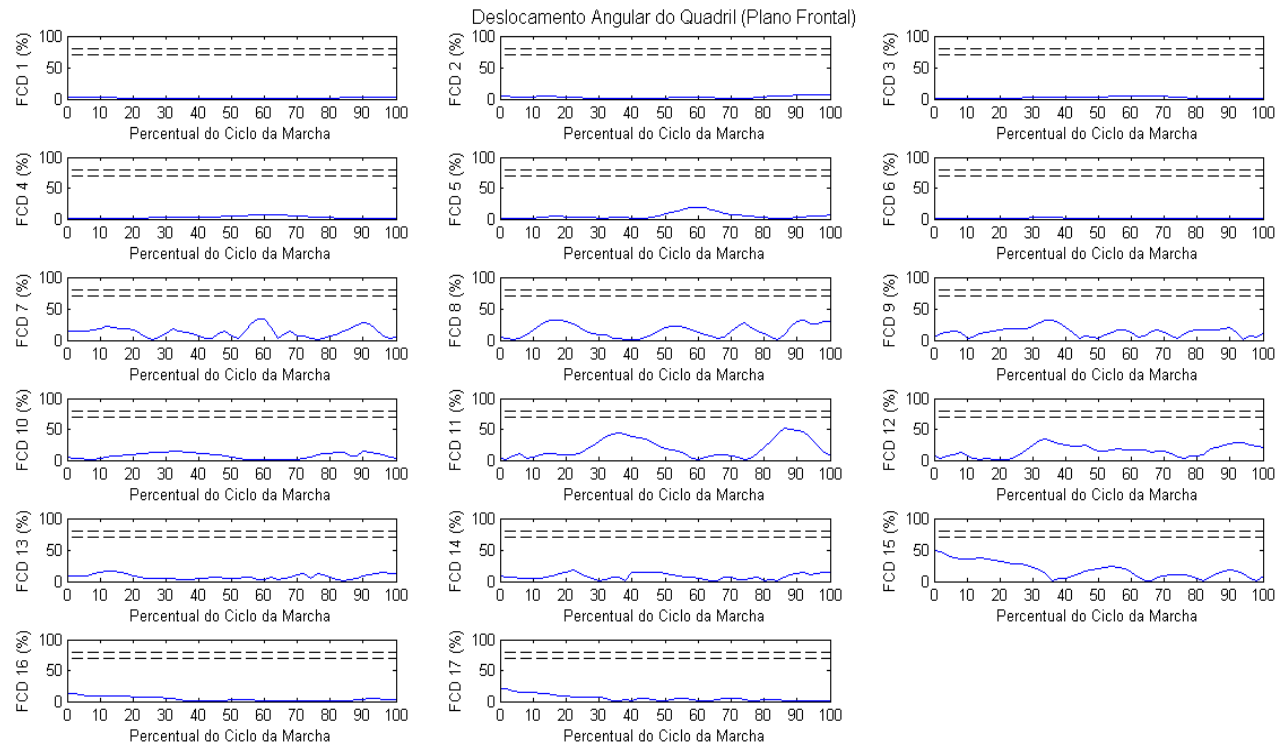 Deslocamento Angular do Quadril (Plano Frontal)
FCD 1 (%)
100
50
0
0 10 20 30 40 50 60 70 80 90 100
Percentual do Ciclo da Marcha
FCD 2 (%)
100
50
0
0 10 20 30 40 50 60 70 80 90 100
Percentual do Ciclo da Marcha
FCD 3 (%)
100
50
0
0 10 20 30 40 50 60 70 80 90 100
Percentual do Ciclo da Marcha
FCD 4 (%)
100
50
0
0 10 20 30 40 50 60 70 80 90 100
Percentual do Ciclo da Marcha
FCD 5 (%)
100
50
0
0 10 20 30 40 50 60 70 80 90 100
Percentual do Ciclo da Marcha
FCD 6 (%)
100
50
0
0 10 20 30 40 50 60 70 80 90 100
Percentual do Ciclo da Marcha
FCD 7 (%)
100
50
0
0 10 20 30 40 50 60 70 80 90 100
Percentual do Ciclo da Marcha
FCD 8 (%)
100
50
0
0 10 20 30 40 50 60 70 80 90 100
Percentual do Ciclo da Marcha
FCD 9 (%)
100
50
0
0 10 20 30 40 50 60 70 80 90 100
Percentual do Ciclo da Marcha
FCD 10 (%)
100
50
0
0 10 20 30 40 50 60 70 80 90 100
Percentual do Ciclo da Marcha
FCD 11 (%)
100
50
0
0 10 20 30 40 50 60 70 80 90 100
Percentual do Ciclo da Marcha
FCD 12 (%)
100
50
0
0 10 20 30 40 50 60 70 80 90 100
Percentual do Ciclo da Marcha
FCD 13 (%)
100
50
0
0 10 20 30 40 50 60 70 80 90 100
Percentual do Ciclo da Marcha
FCD 14 (%)
100
50
0
0 10 20 30 40 50 60 70 80 90 100
Percentual do Ciclo da Marcha
FCD 15 (%)
100
50
0
0 10 20 30 40 50 60 70 80 90 100
Percentual do Ciclo da Marcha
FCD 16 (%)
100
50
0
0 10 20 30 40 50 60 70 80 90 100
Percentual do Ciclo da Marcha
FCD 17 (%)
100
50
0
0 10 20 30 40 50 60 70 80 90 100
Percentual do Ciclo da Marcha